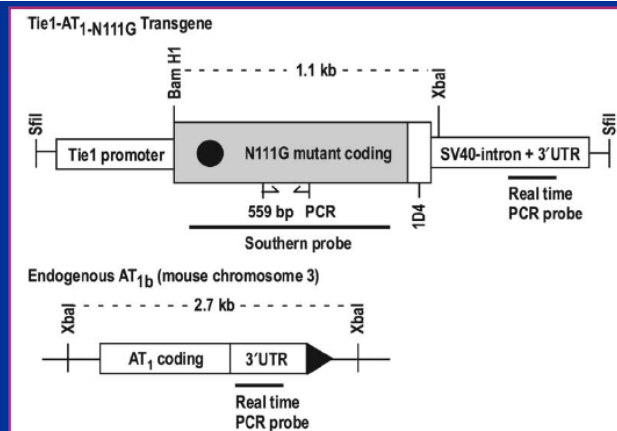 Tie1-AT1-N111G Transgene
Bam H1
1.1 kb
XbaI
SfiI
SfiI
Tie1 promoter
N111G mutant coding
SV40-intron + 3′UTR
559 bp PCR
1D4
Real time
PCR probe
Southern probe
Endogenous AT1b (mouse chromosome 3)
XbaI
2.7 kb
XbaI
AT1 coding
3′UTR
Real time
PCR probe